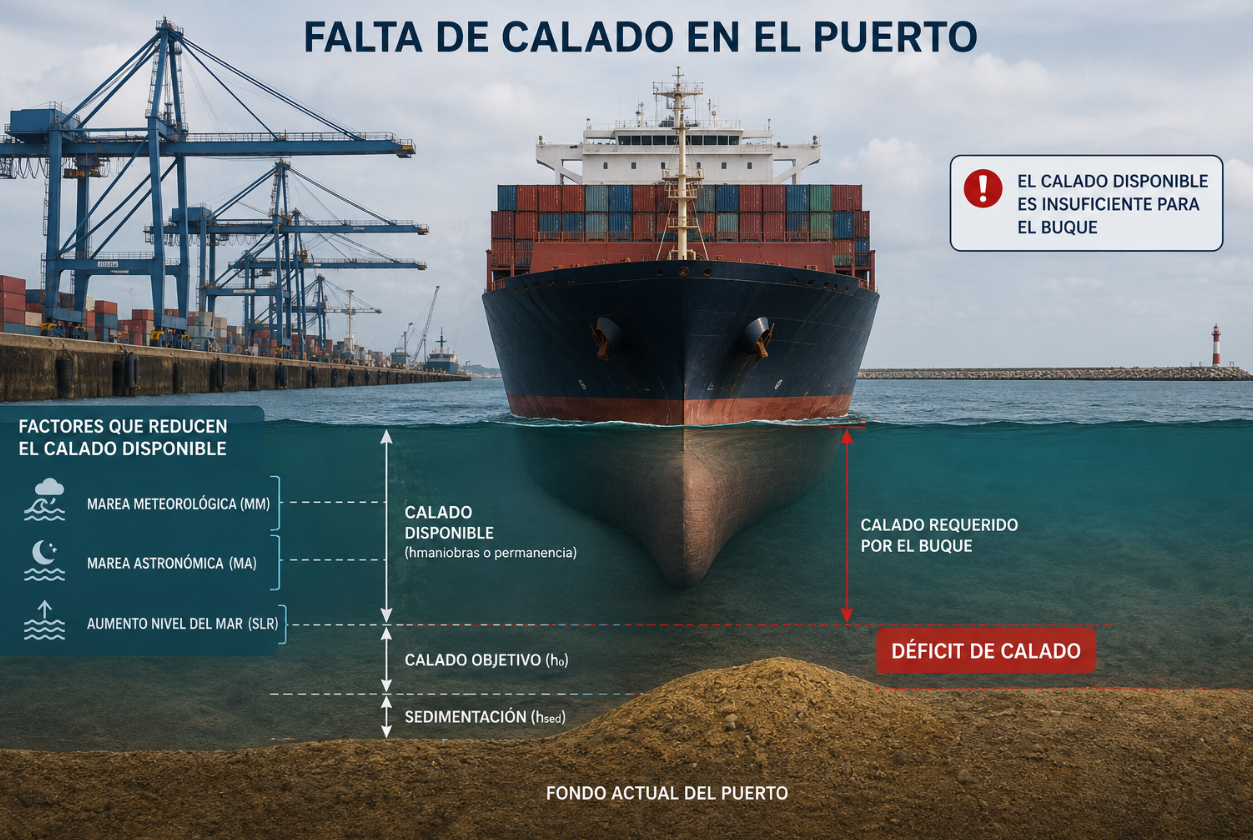 FALTA DE CALADO EN EL PUERTO
EL CALADO DISPONIBLE
ES INSUFICIENTE PARA
EL BUQUE
FACTORES QUE REDUCEN
EL CALADO DISPONIBLE
MAREA METEOROLÓGICA (MM)
MAREA ASTRONÓMICA (MA)
AUMENTO NIVEL DEL MAR (SLR)
CALADO
DISPONIBLE
(hmaniobras o permanencia)
CALADO REQUERIDO
POR EL BUQUE
CALADO OBJETIVO (h₀)
DÉFICIT DE CALADO
SEDIMENTACIÓN (hsed)
FONDO ACTUAL DEL PUERTO